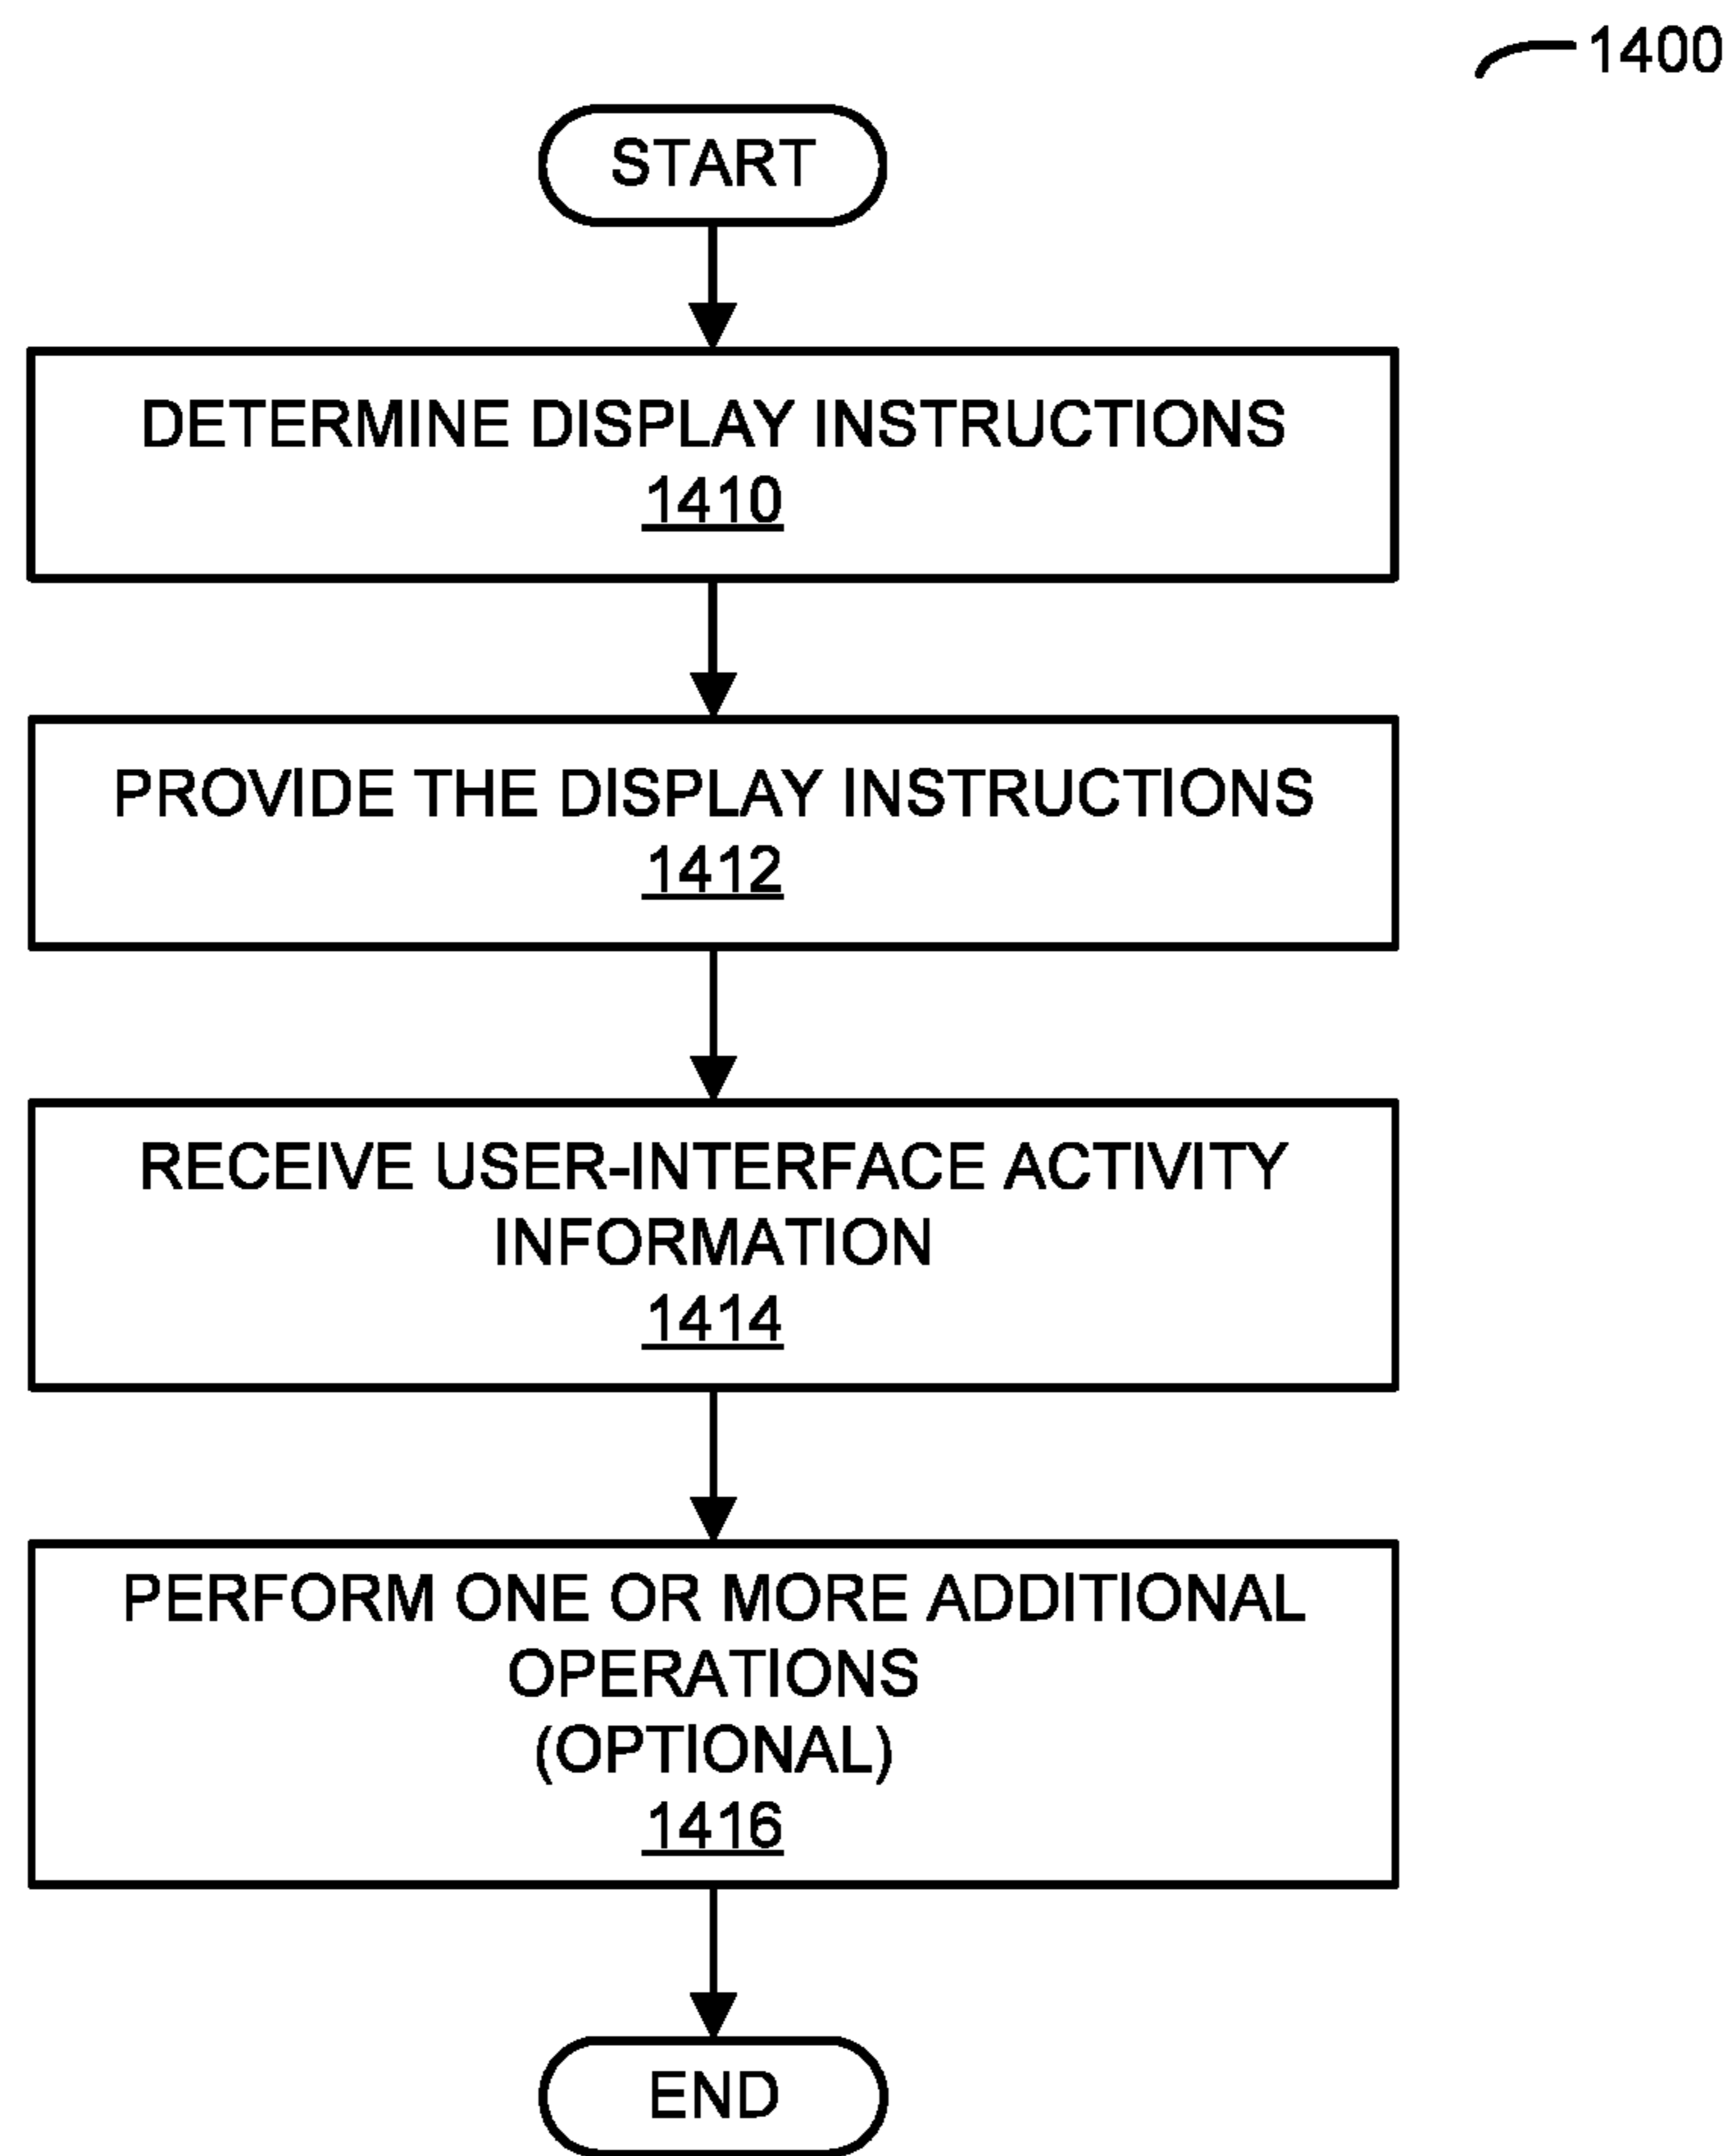 1400
START
DETERMINE DISPLAY INSTRUCTIONS
1410
PROVIDE THE DISPLAY INSTRUCTIONS
1412
RECEIVE USER-INTERFACE ACTIVITY
INFORMATION
1414
PERFORM ONE OR MORE ADDITIONAL
OPERATIONS
(OPTIONAL)
1416
END